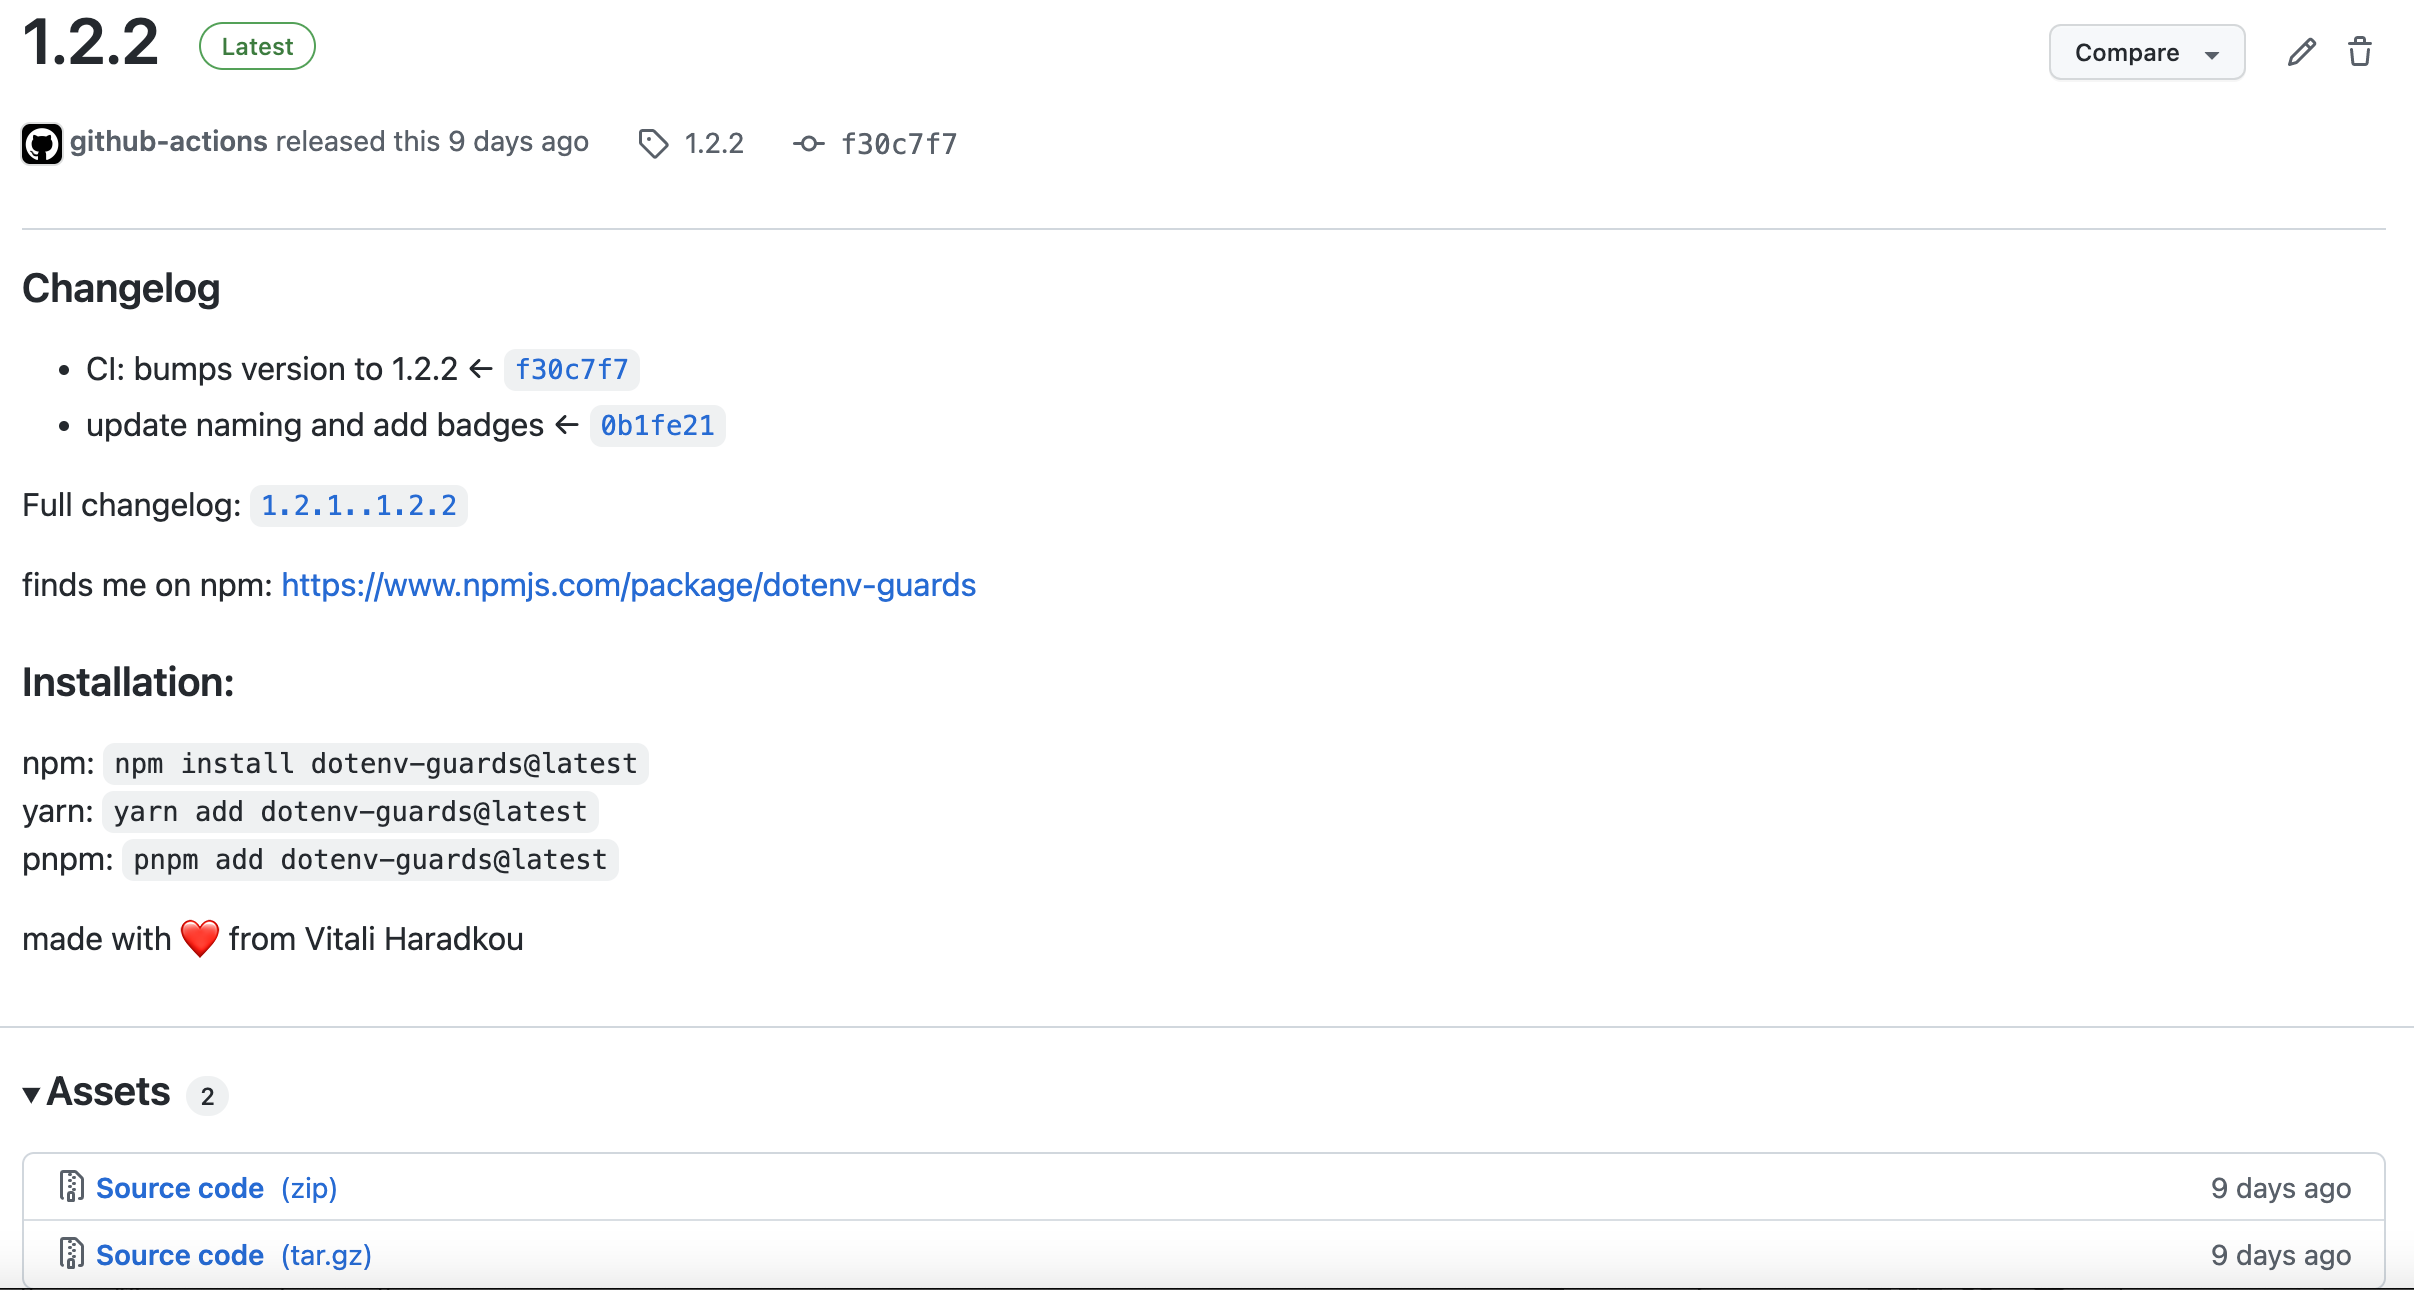 1.2.2 Latest Compare
github-actions released this 9 days ago 1.2.2 f30c7f7
Changelog
• CI: bumps version to 1.2.2 ← f30c7f7
• update naming and add badges ← 0b1fe21
Full changelog: 1.2.1..1.2.2
finds me on npm: https://www.npmjs.com/package/dotenv-guards
Installation:
npm: npm install dotenv-guards@latest
yarn: yarn add dotenv-guards@latest
pnpm: pnpm add dotenv-guards@latest
made with ❤️ from Vitali Haradkou
Assets 2
Source code (zip) 9 days ago
Source code (tar.gz) 9 days ago